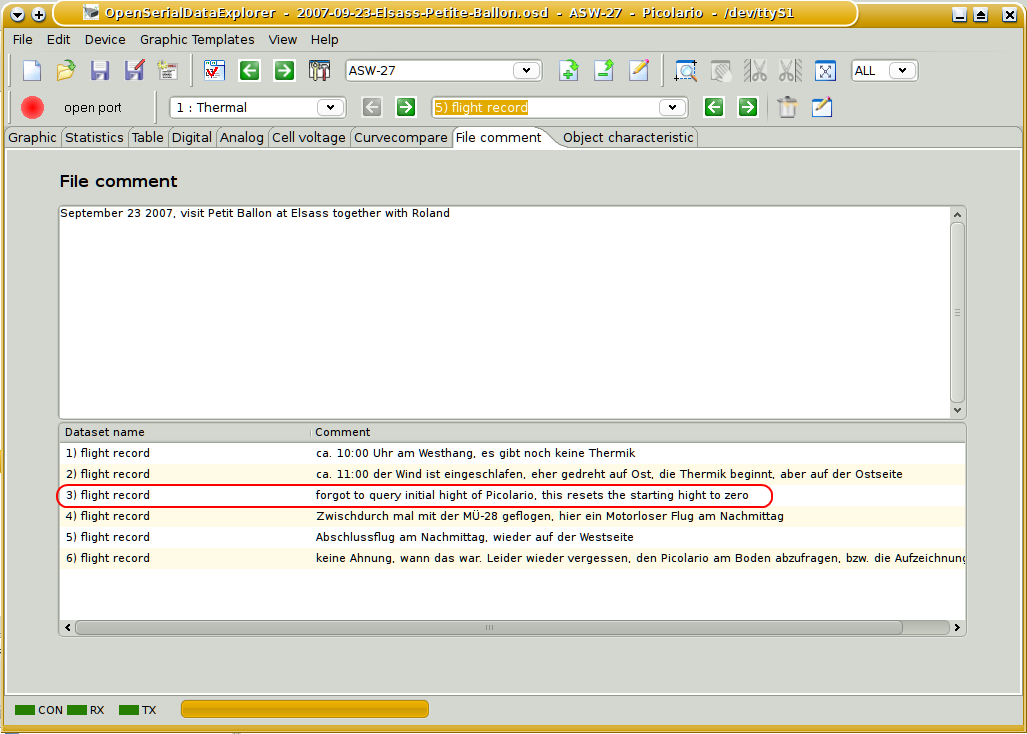 OpenSerialDataExplorer - 2007-09-23-Elsass-Petite-Ballon.osd - ASW-27 - Picolario - /dev/ttyS1
File Edit Device Graphic Templates View Help
ASW-27 ALL
open port 1 : Thermal 5) flight record
Graphic Statistics Table Digital Analog Cell voltage Curvecompare File comment Object characteristic
File comment
September 23 2007, visit Petit Ballon at Elsass together with Roland
Dataset name Comment
1) flight record ca. 10:00 Uhr am Westhang, es gibt noch keine Thermik
2) flight record ca. 11:00 der Wind ist eingeschlafen, eher gedreht auf Ost, die Thermik beginnt, aber auf der Ostseite
3) flight record forgot to query initial hight of Picolario, this resets the starting hight to zero
4) flight record Zwischdurch mal mit der MÜ-28 geflogen, hier ein Motorloser Flug am Nachmittag
5) flight record Abschlussflug am Nachmittag, wieder auf der Westseite
6) flight record keine Ahnung, wann das war. Leider wieder vergessen, den Picolario am Boden abzufragen, bzw. die Aufzeichnung
CON RX TX